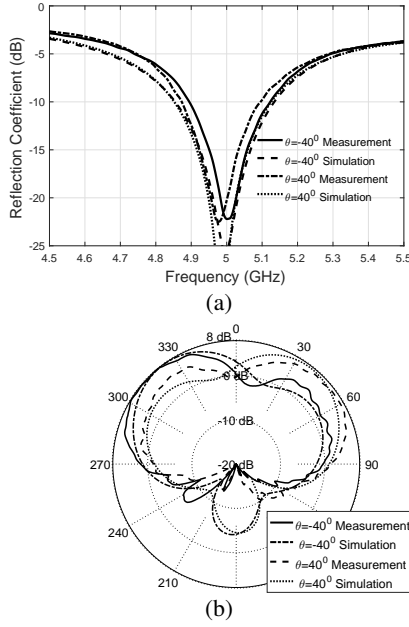 0
-5
-10
-15
-20
-25
Reflection Coefficient (dB)
θ=-40⁰ Measurement
θ=-40⁰ Simulation
θ=40⁰ Measurement
θ=40⁰ Simulation
4.5 4.6 4.7 4.8 4.9 5 5.1 5.2 5.3 5.4 5.5
Frequency (GHz)
(a)
0
8 dB
330 30
0 dB
300 60
-10 dB
270 -20 dB 90
240
210
θ=-40⁰ Measurement
θ=-40⁰ Simulation
θ=40⁰ Measurement
θ=40⁰ Simulation
(b)